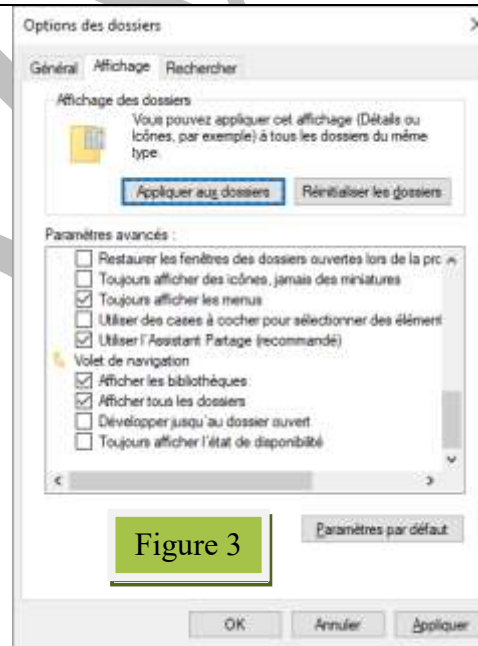 Options des dossiers
Général Affichage Rechercher
Affichage des dossiers
Vous pouvez appliquer cet affichage (Détails ou
Icônes, par exemple) à tous les dossiers du même
type.
Appliquer aux dossiers Réinitialiser les dossiers
Paramètres avancés :
Restaurer les fenêtres des dossiers ouvertes lors de la prc
Toujours afficher des icônes, jamais des miniatures
Toujours afficher les menus
Utiliser des cases à cocher pour sélectionner des élément
Utiliser l'Assistant Partage (recommandé)
Volet de navigation
Afficher les bibliothèques
Afficher tous les dossiers
Développer jusqu'au dossier ouvert
Toujours afficher l'état de disponibilité
Figure 3
Paramètres par défaut
OK Annuler Appliquer